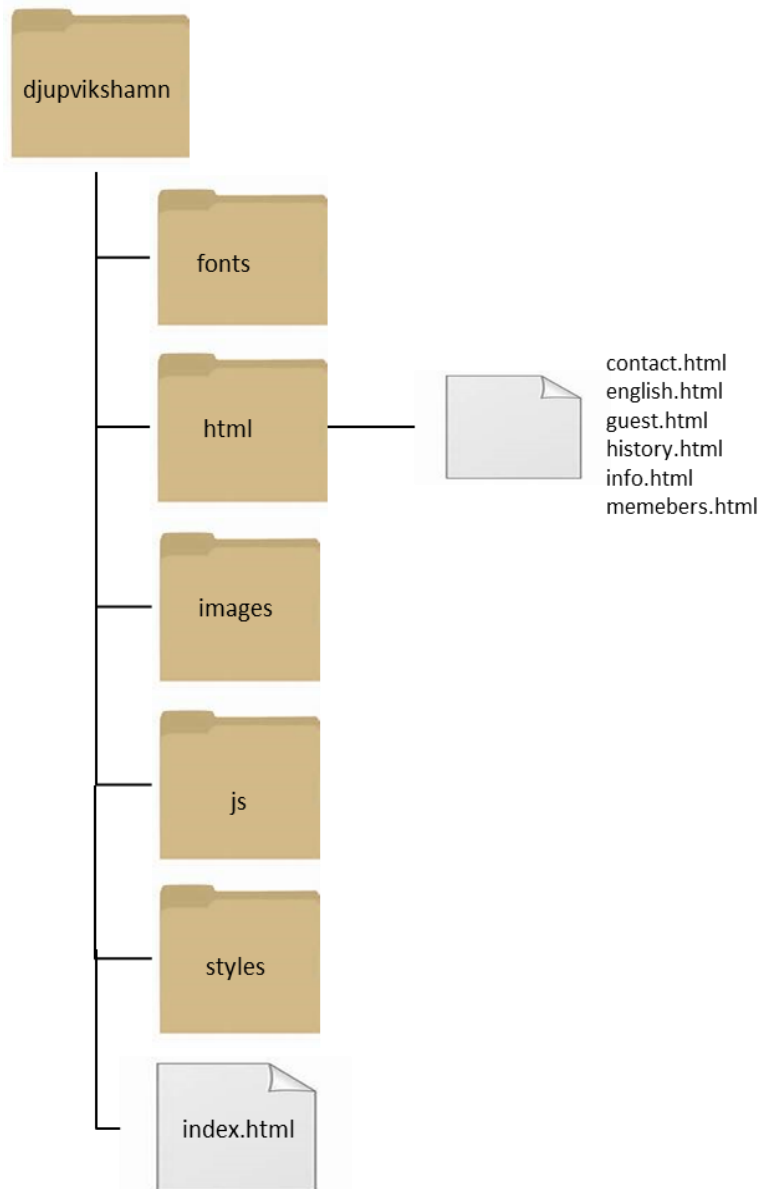 djupvikshamn
fonts
html
contact.html
english.html
guest.html
history.html
info.html
memebers.html
images
js
styles
index.html